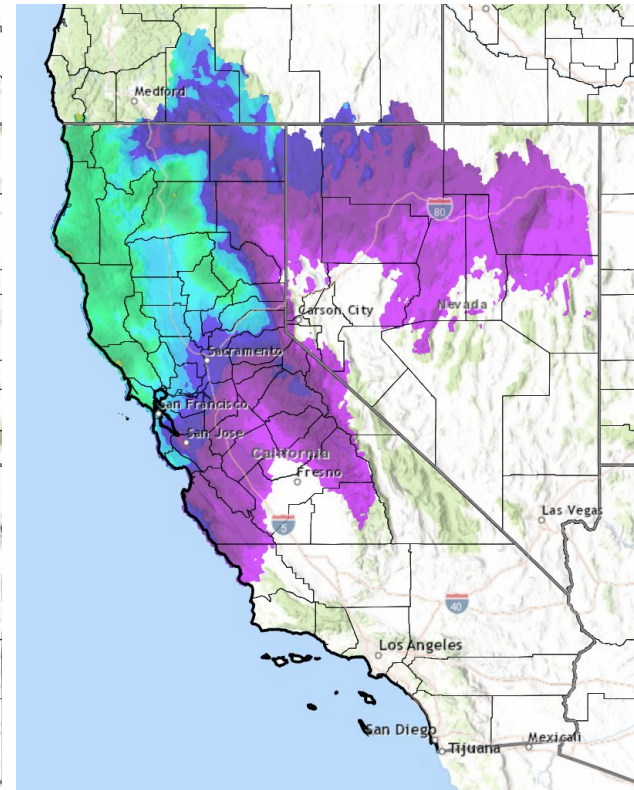 Medford
80
Carson City
Nevada
Sacramento
San Francisco
San Jose
California
Fresno
5
Las Vegas
40
Los Angeles
San Diego
Tijuana
Mexicali